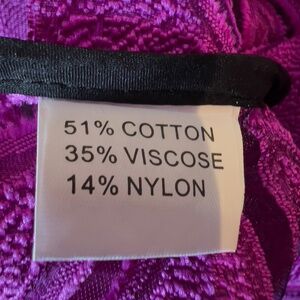 51% COTTON
35% VISCOSE
14% NYLON